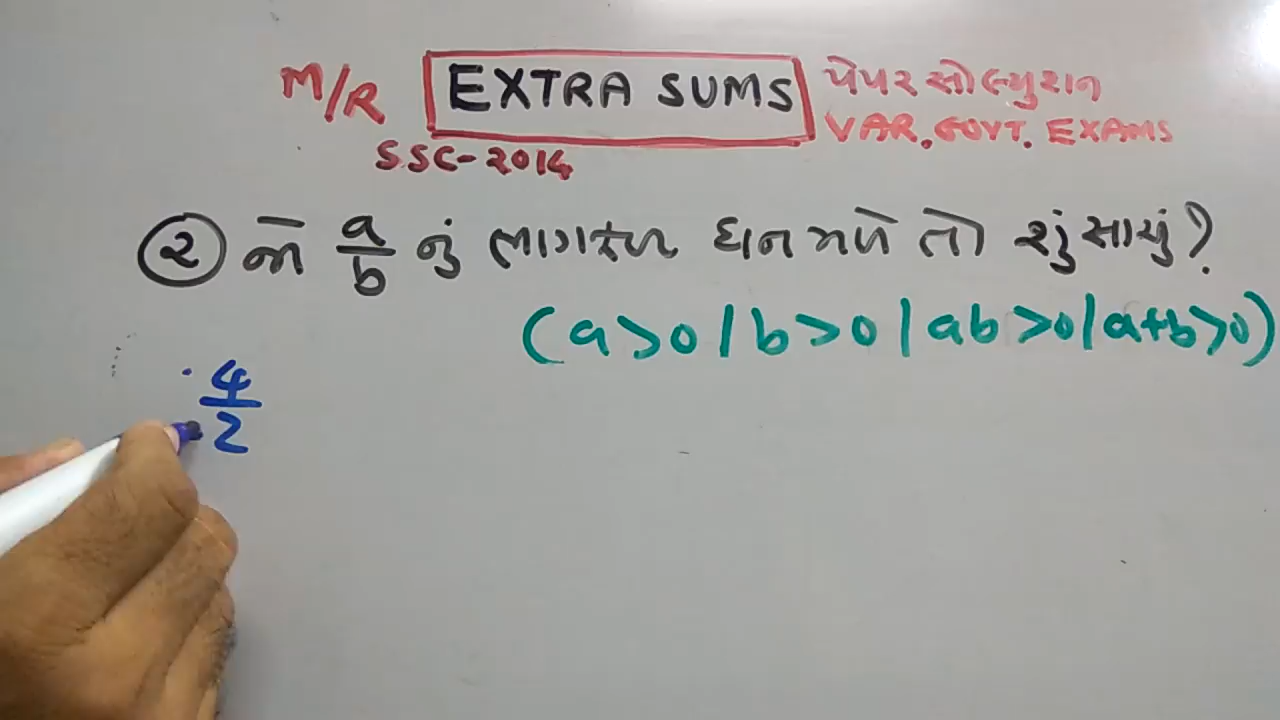 M/R EXTRA SUMS પેપર સોલ્યુશન
VAR. GOVT. EXAMS
SSC-2014
૨ જો a/b નું ભાગફળ ધન મળે તો શું સાચું?
(a>0 | b>0 | ab>0 | a+b>0)
4/2